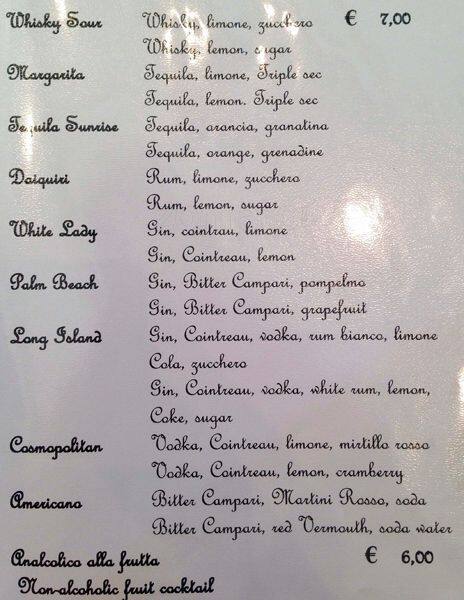 Whisky Sour Whisky, limone, zucchero € 7,00
Whisky, lemon, sugar
Margarita Tequila, limone, Triple sec
Tequila, lemon. Triple sec
Tequila Sunrise Tequila, arancia, granatina
Tequila, orange, grenadine
Daiquiri Rum, limone, zucchero
Rum, lemon, sugar
White Lady Gin, cointrau, limone
Gin, Cointreau, lemon
Palm Beach Gin, Bitter Campari, pompelmo
Gin, Bitter Campari, grapefruit
Long Island Gin, Cointreau, vodka, rum bianco, limone
Cola, zucchero
Gin, Cointreau, vodka, white rum, lemon,
Coke, sugar
Cosmopolitan Vodka, Cointreau, limone, mirtillo rosso
Vodka, Cointreau, lemon, cramberry
Americano Bitter Campari, Martini Rosso, soda
Bitter Campari, red Vermouth, soda water
Analcolico alla frutta € 6,00
Non-alcoholic fruit cocktail